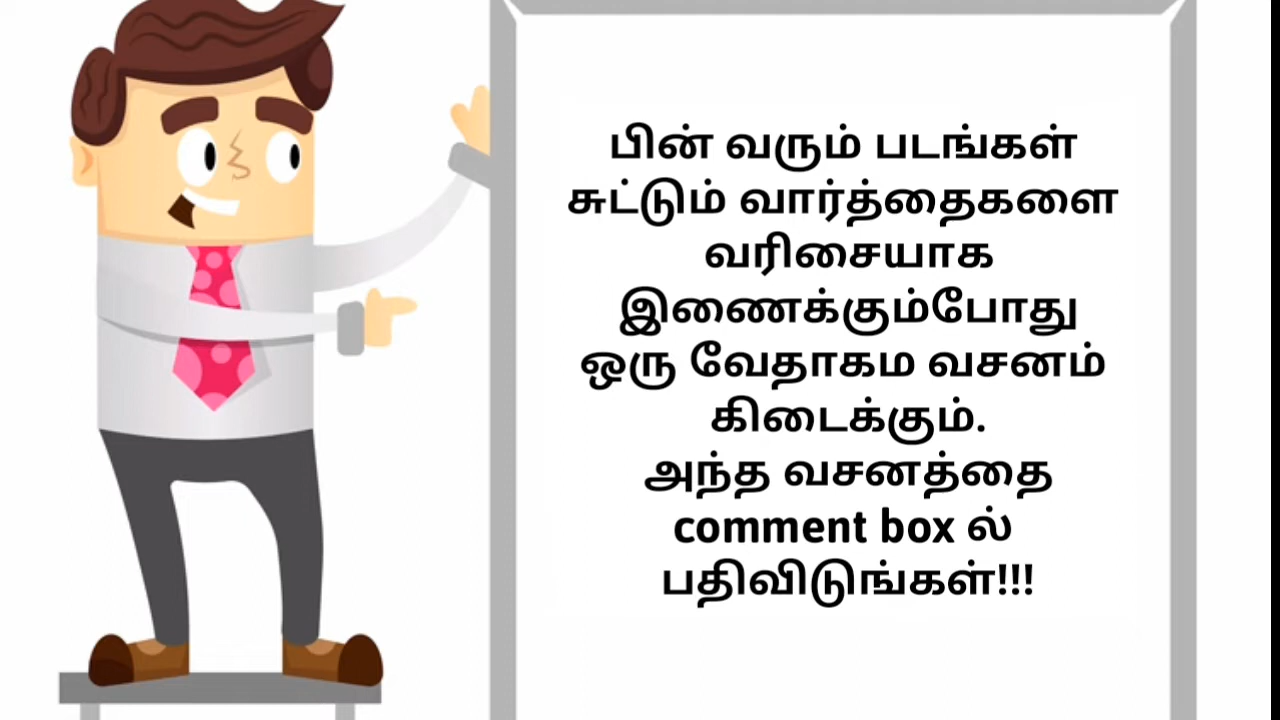 பின் வரும் படங்கள்
சுட்டும் வார்த்தைகளை
வரிசையாக
இணைக்கும்போது
ஒரு வேதாகம வசனம்
கிடைக்கும்.
அந்த வசனத்தை
comment box ல்
பதிவிடுங்கள்!!!